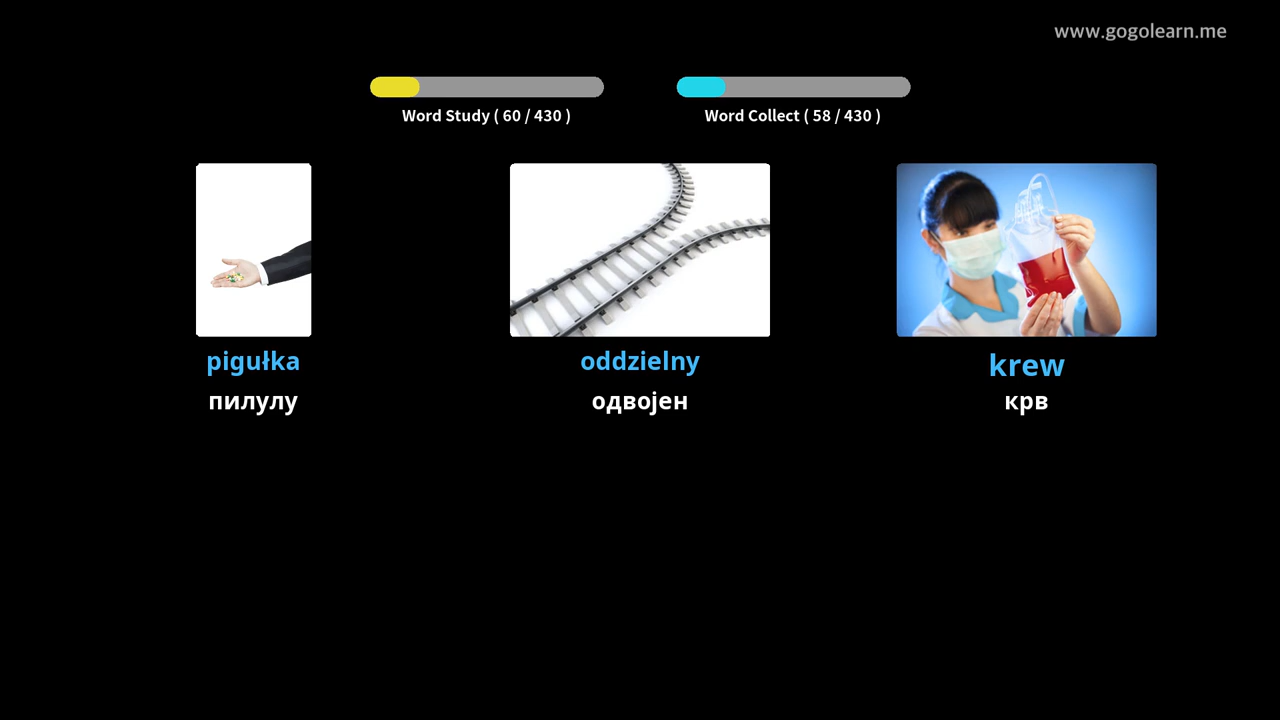 www.gogolearn.me
Word Study ( 60 / 430 )
Word Collect ( 58 / 430 )
pigułka
пилулу
oddzielny
одвојен
krew
крв